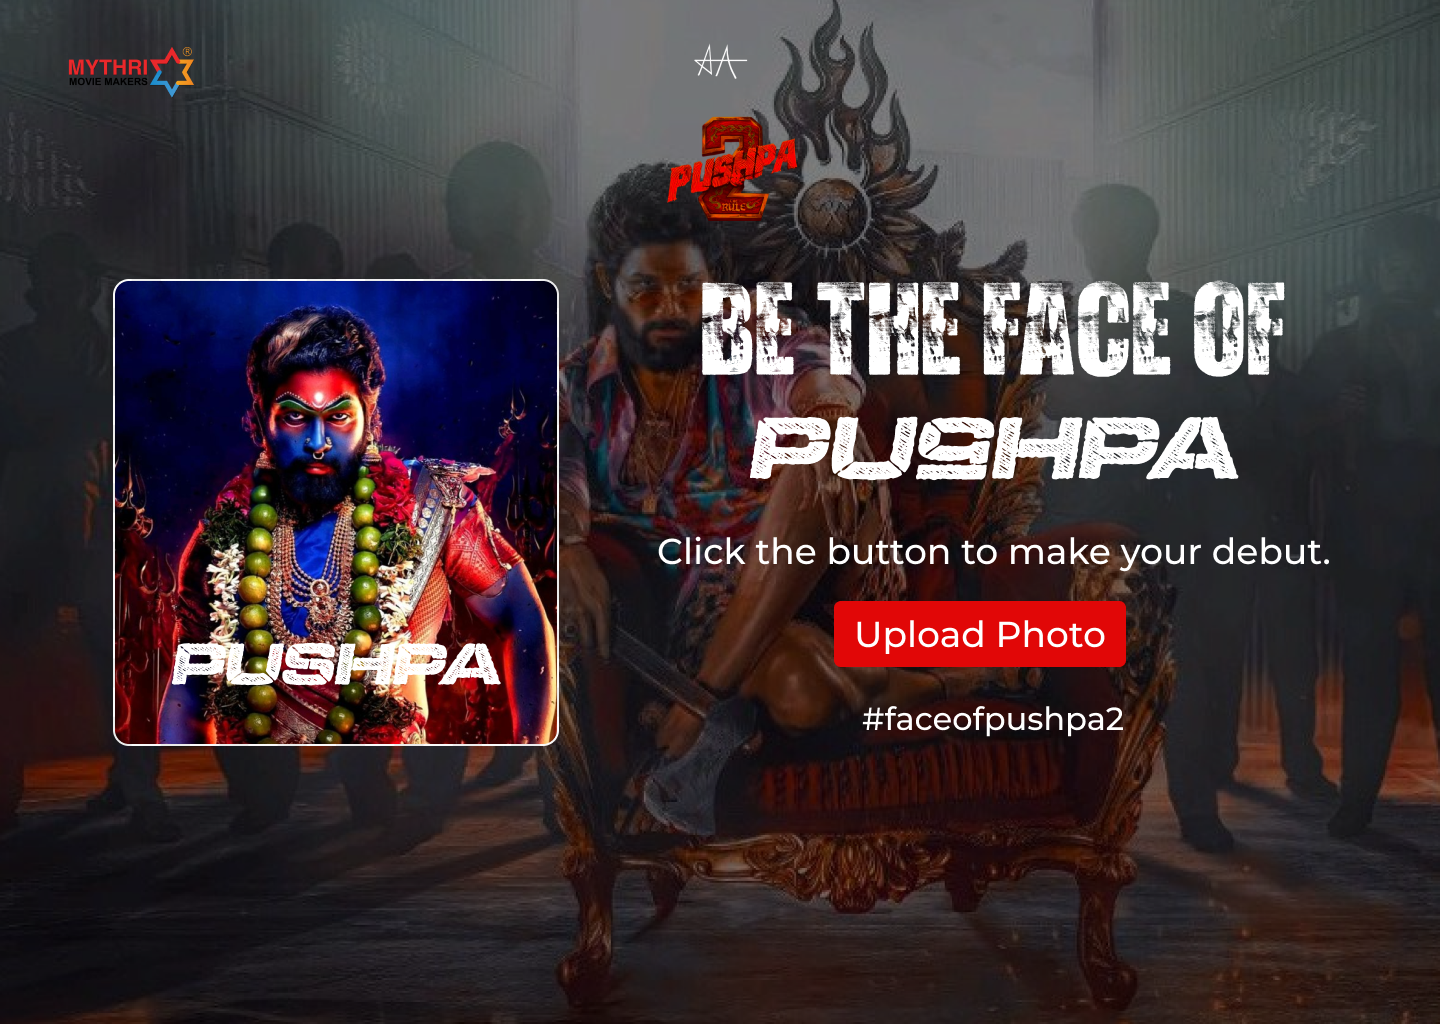 MYTHRI
MOVIE MAKERS
®
AA
2
PUSHPA
RULE
BE THE FACE OF
PUSHPA
PUSHPA
Click the button to make your debut.
Upload Photo
#faceofpushpa2